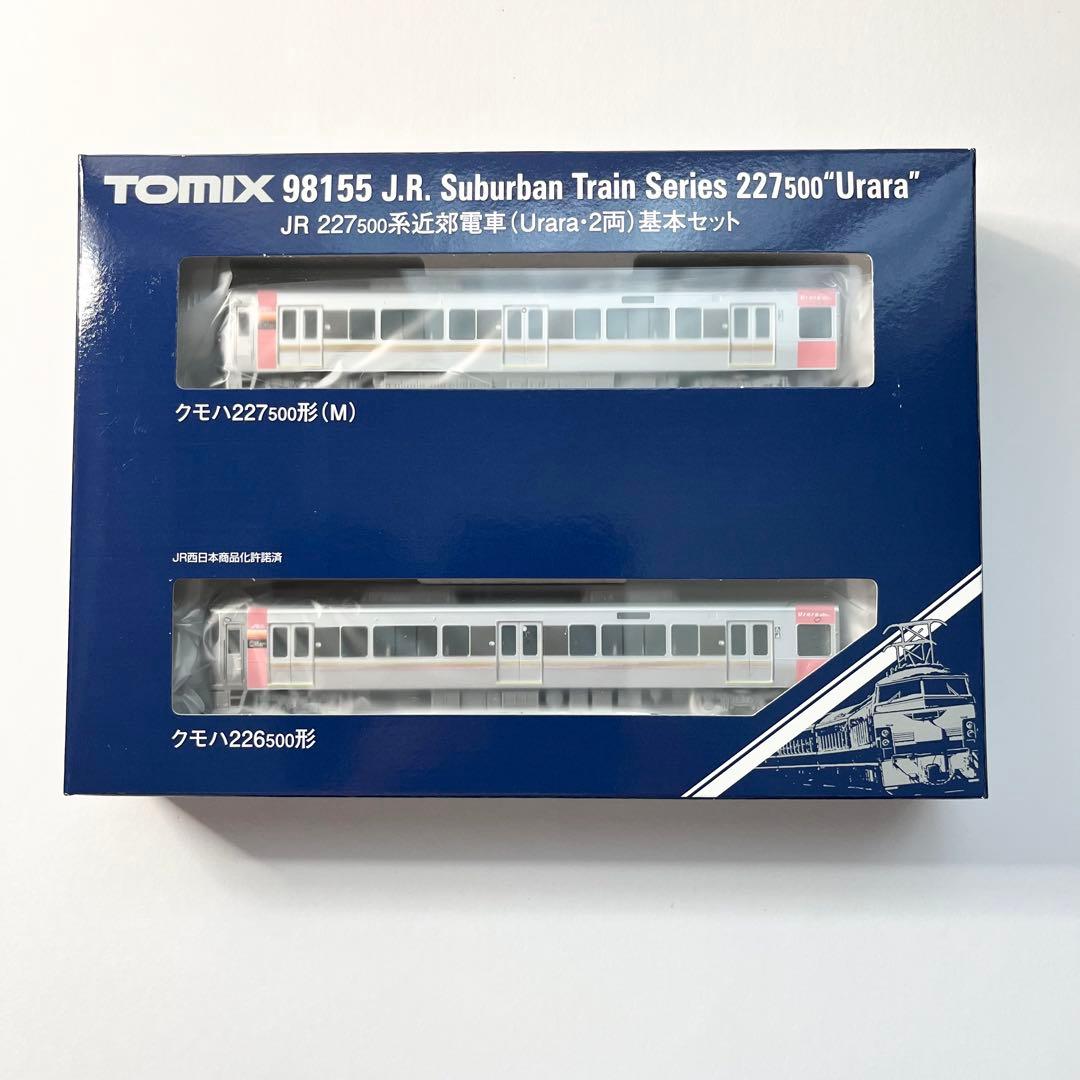 TOMIX 98155 J.R. Suburban Train Series 227500 “Urara”
JR 227500系近郊電車（Urara・2両）基本セット
Urara
クモハ227500形（M）
JR西日本商品化許諾済
Urara
クモハ226500形